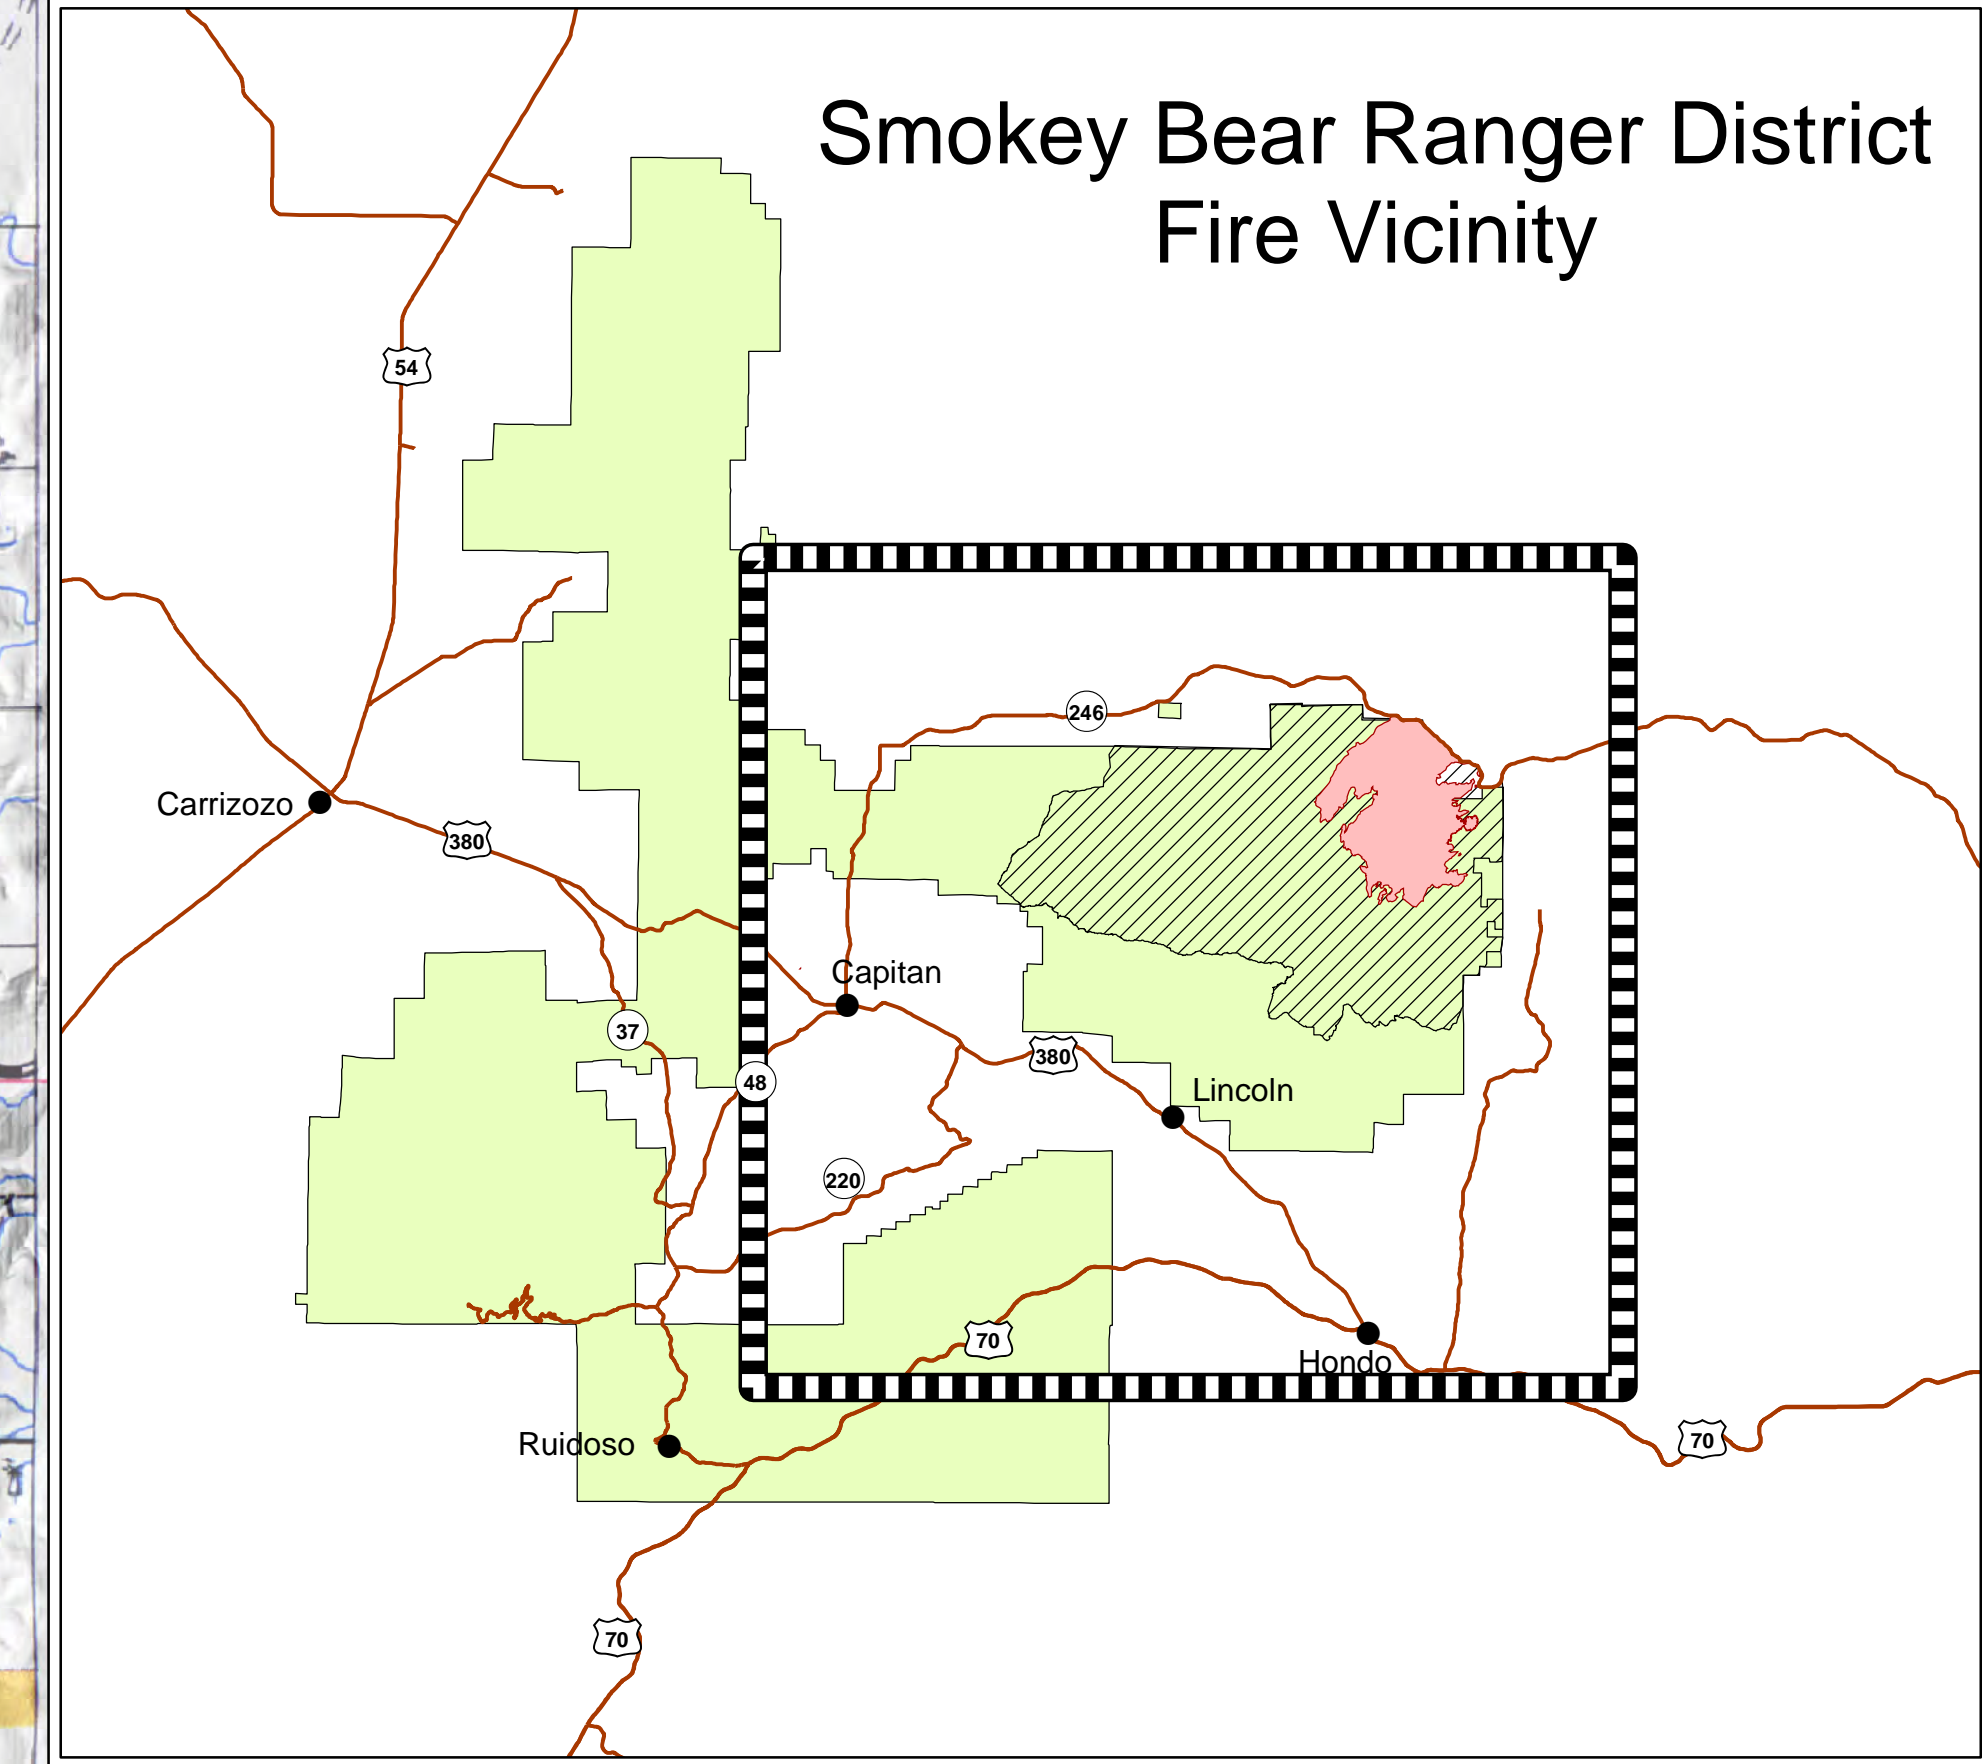 Smokey Bear Ranger District
Fire Vicinity
54
246
Carrizozo
380
Capitan
37
380
48
Lincoln
220
70
Hondo
Ruidoso
70
70